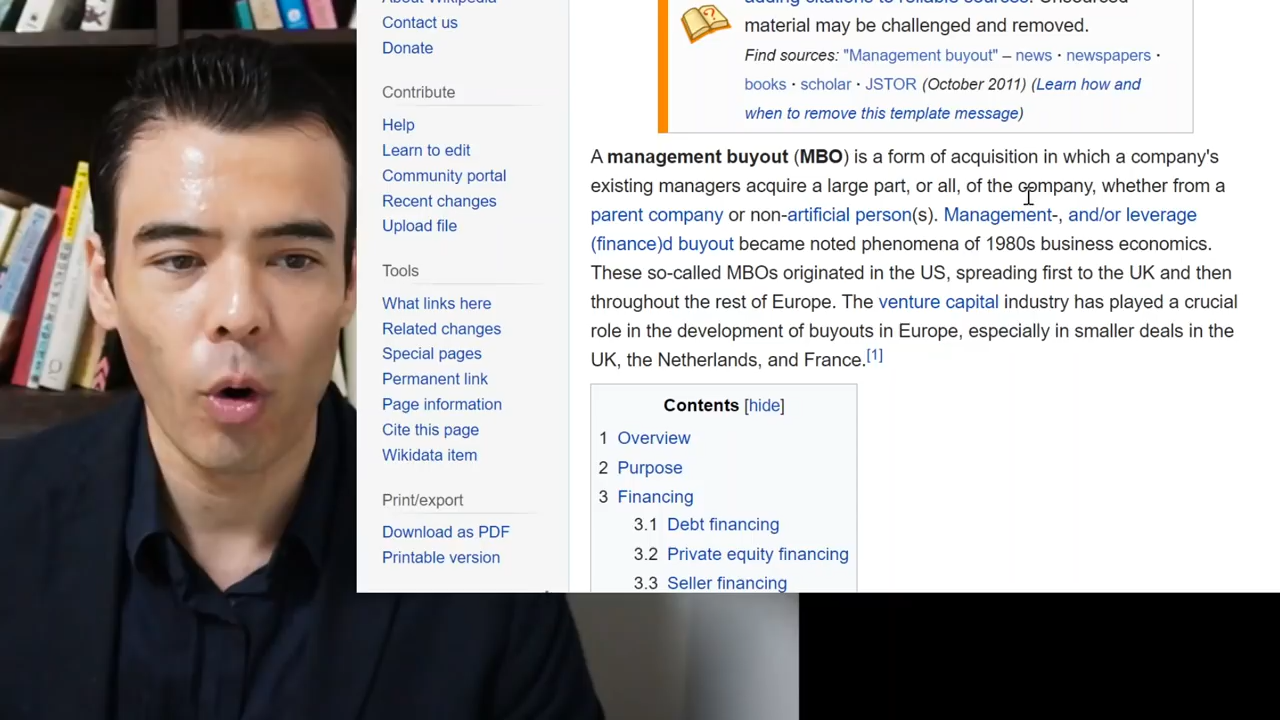 About Wikipedia
Contact us
Donate
Contribute
Help
Learn to edit
Community portal
Recent changes
Upload file
Tools
What links here
Related changes
Special pages
Permanent link
Page information
Cite this page
Wikidata item
Print/export
Download as PDF
Printable version
adding citations to reliable sources. Unsourced
material may be challenged and removed.
Find sources: "Management buyout" – news · newspapers ·
books · scholar · JSTOR (October 2011) (Learn how and
when to remove this template message)
A management buyout (MBO) is a form of acquisition in which a company's
existing managers acquire a large part, or all, of the company, whether from a
parent company or non-artificial person(s). Management-, and/or leverage
(finance)d buyout became noted phenomena of 1980s business economics.
These so-called MBOs originated in the US, spreading first to the UK and then
throughout the rest of Europe. The venture capital industry has played a crucial
role in the development of buyouts in Europe, especially in smaller deals in the
UK, the Netherlands, and France.[1]
Contents [hide]
1 Overview
2 Purpose
3 Financing
3.1 Debt financing
3.2 Private equity financing
3.3 Seller financing